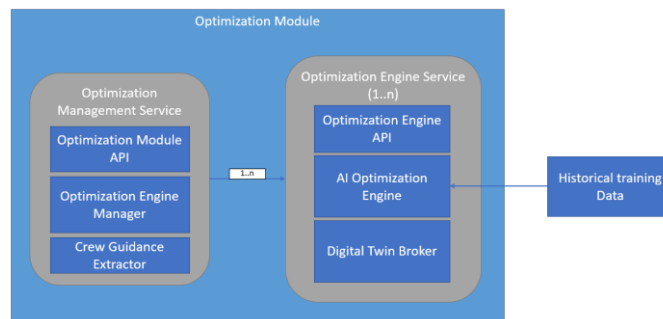 Optimization Module
Optimization
Management Service
Optimization Module
API
Optimization Engine
Manager
Crew Guidance
Extractor
1..n
Optimization Engine Service
(1..n)
Optimization Engine
API
AI Optimization
Engine
Digital Twin Broker
Historical training
Data